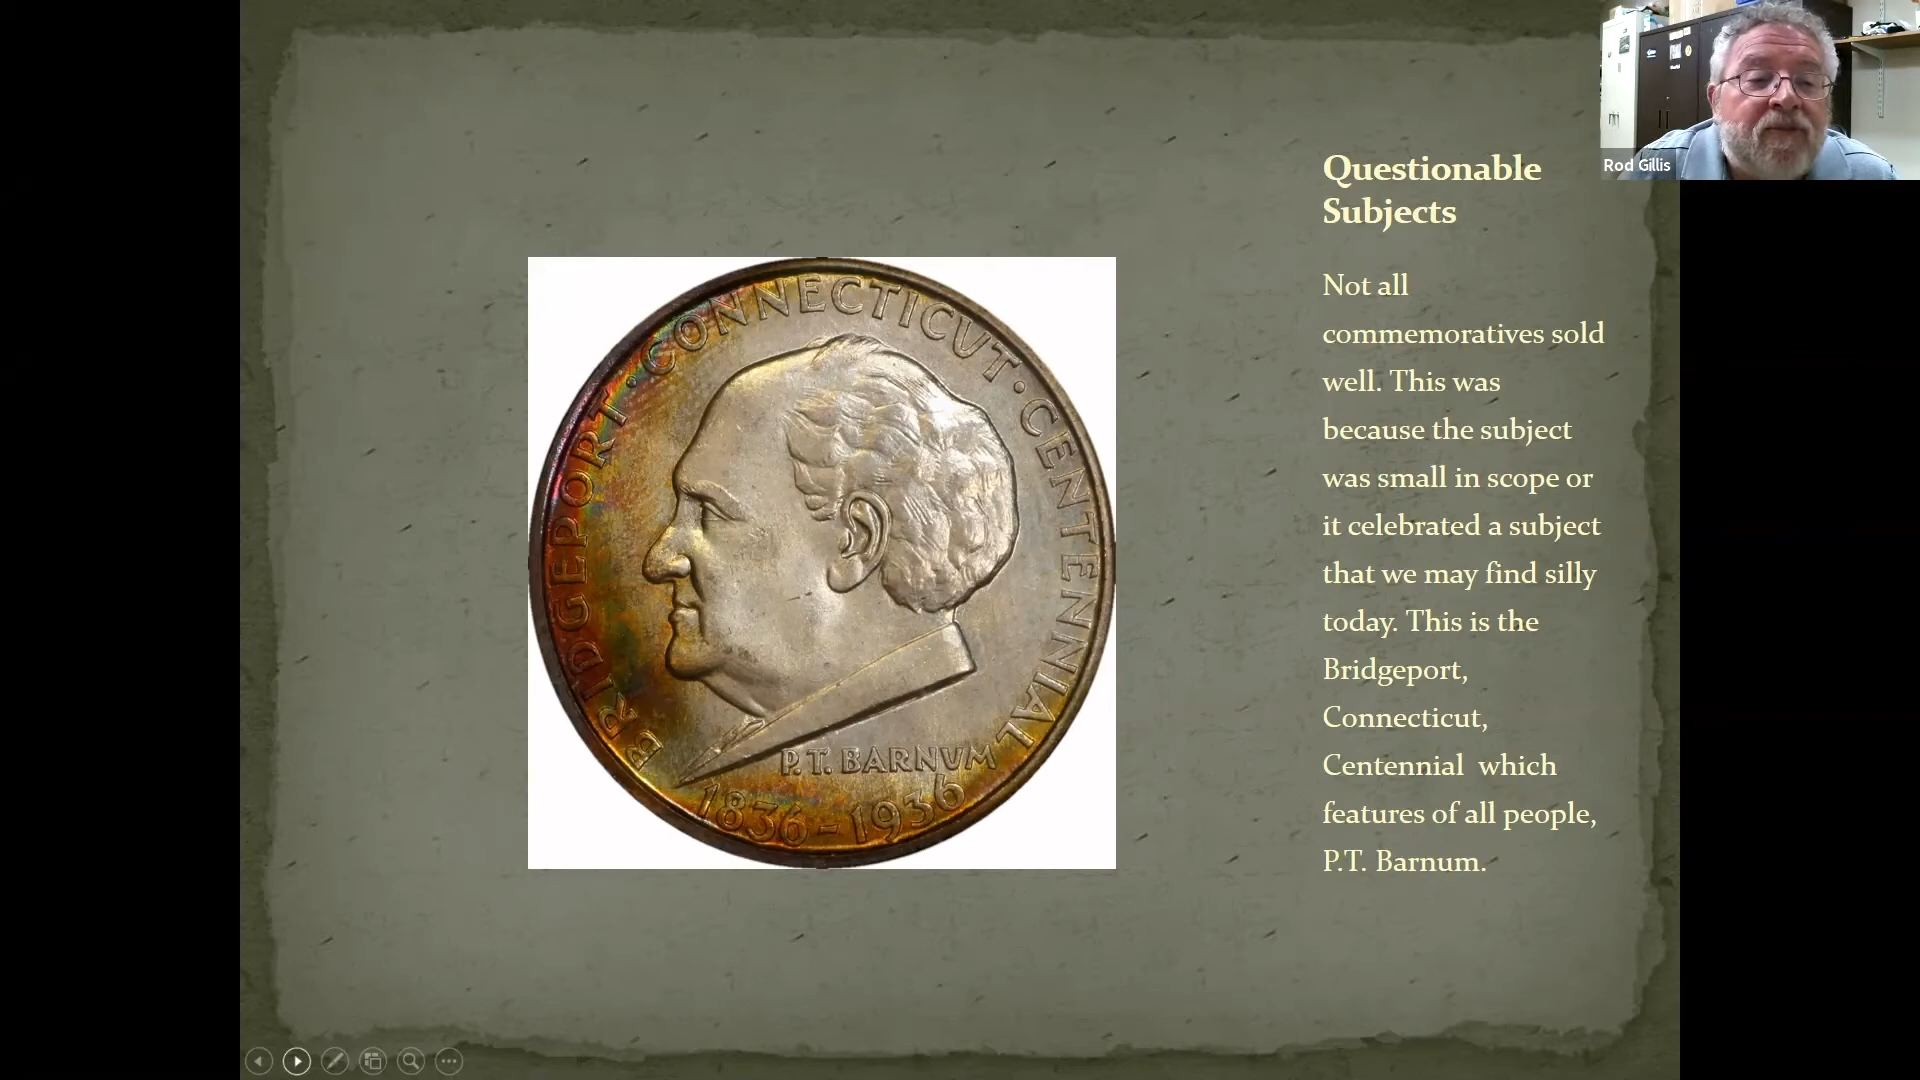 Questionable
Subjects
Not all
commemoratives sold
well. This was
because the subject
was small in scope or
it celebrated a subject
that we may find silly
today. This is the
Bridgeport,
Connecticut,
Centennial which
features of all people,
P.T. Barnum.
BRIDGEPORT · CONNECTICUT · CENTENNIAL
P.T. BARNUM
1836-1936
Rod Gillis